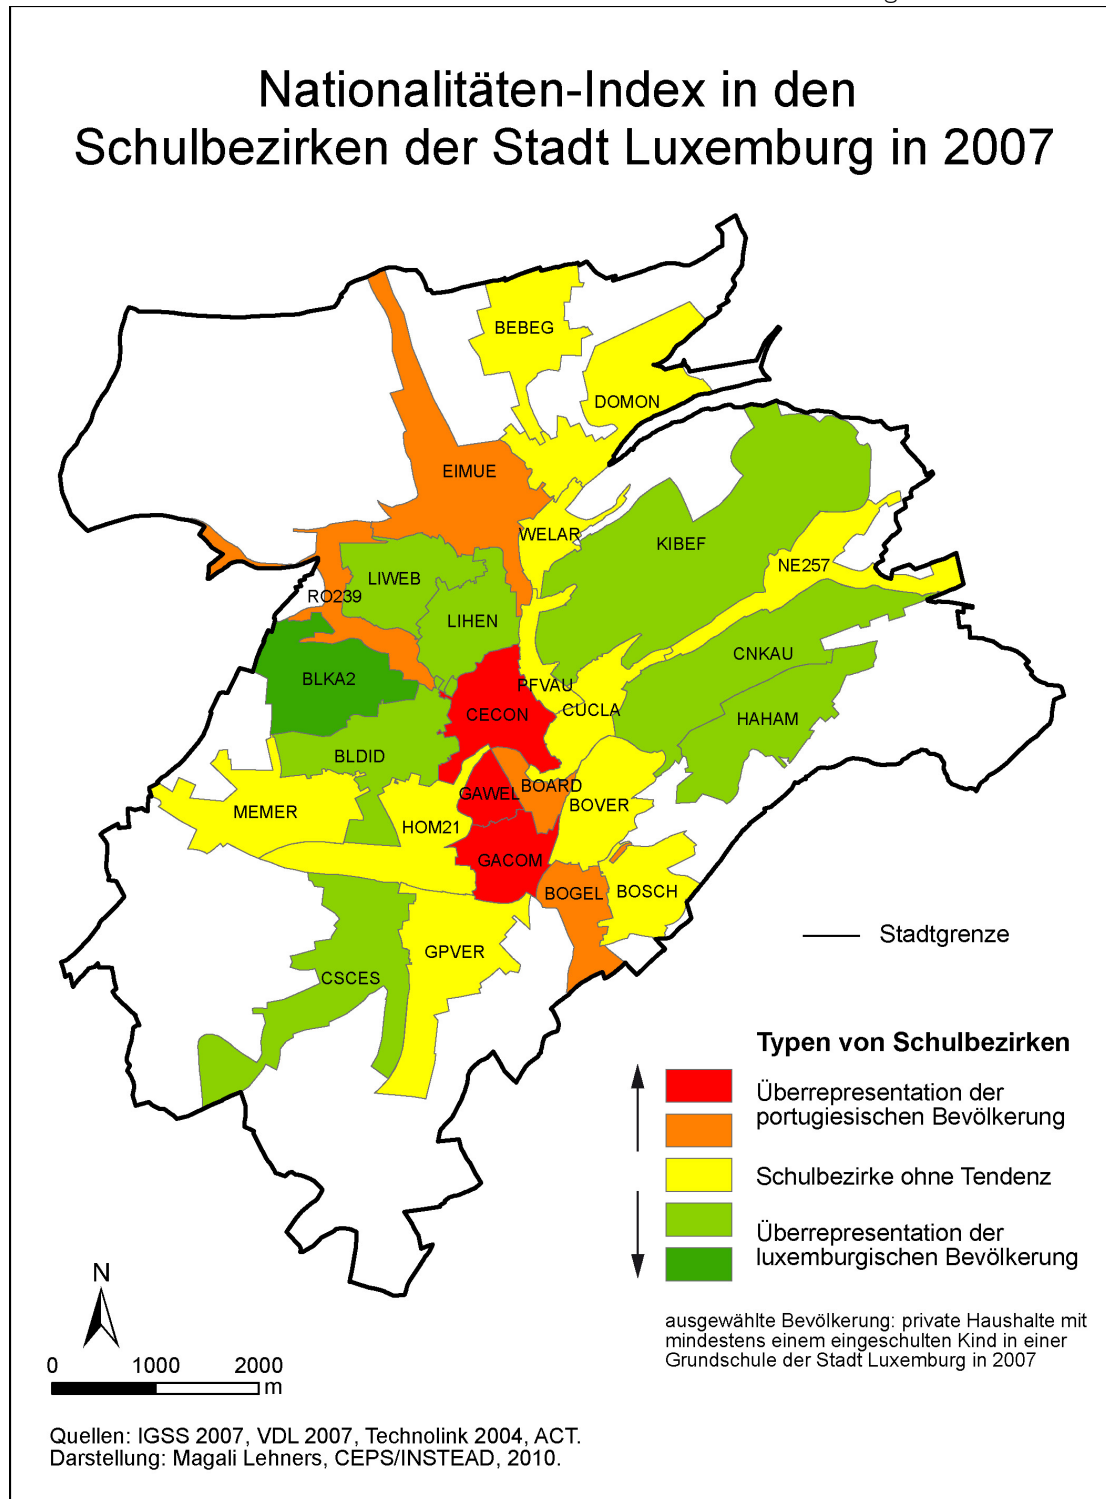 Nationalitäten-Index in den
Schulbezirken der Stadt Luxemburg in 2007
BEBEG
DOMON
EIMUE
WELAR
KIBEF
NE257
LIWEB
RO239
LIHEN
CNKAU
BLKA2
PFVAU
CUCLA
CECON
HAHAM
BLDID
BOARD
GAWEL
BOVER
MEMER
HOM21
GACOM
BOGEL
BOSCH
GPVER
CSCES
Stadtgrenze
Typen von Schulbezirken
Überrepresentation der
portugiesischen Bevölkerung
Schulbezirke ohne Tendenz
Überrepresentation der
luxemburgischen Bevölkerung
ausgewählte Bevölkerung: private Haushalte mit
mindestens einem eingeschulten Kind in einer
Grundschule der Stadt Luxemburg in 2007
N
0 1000 2000
m
Quellen: IGSS 2007, VDL 2007, Technolink 2004, ACT.
Darstellung: Magali Lehners, CEPS/INSTEAD, 2010.